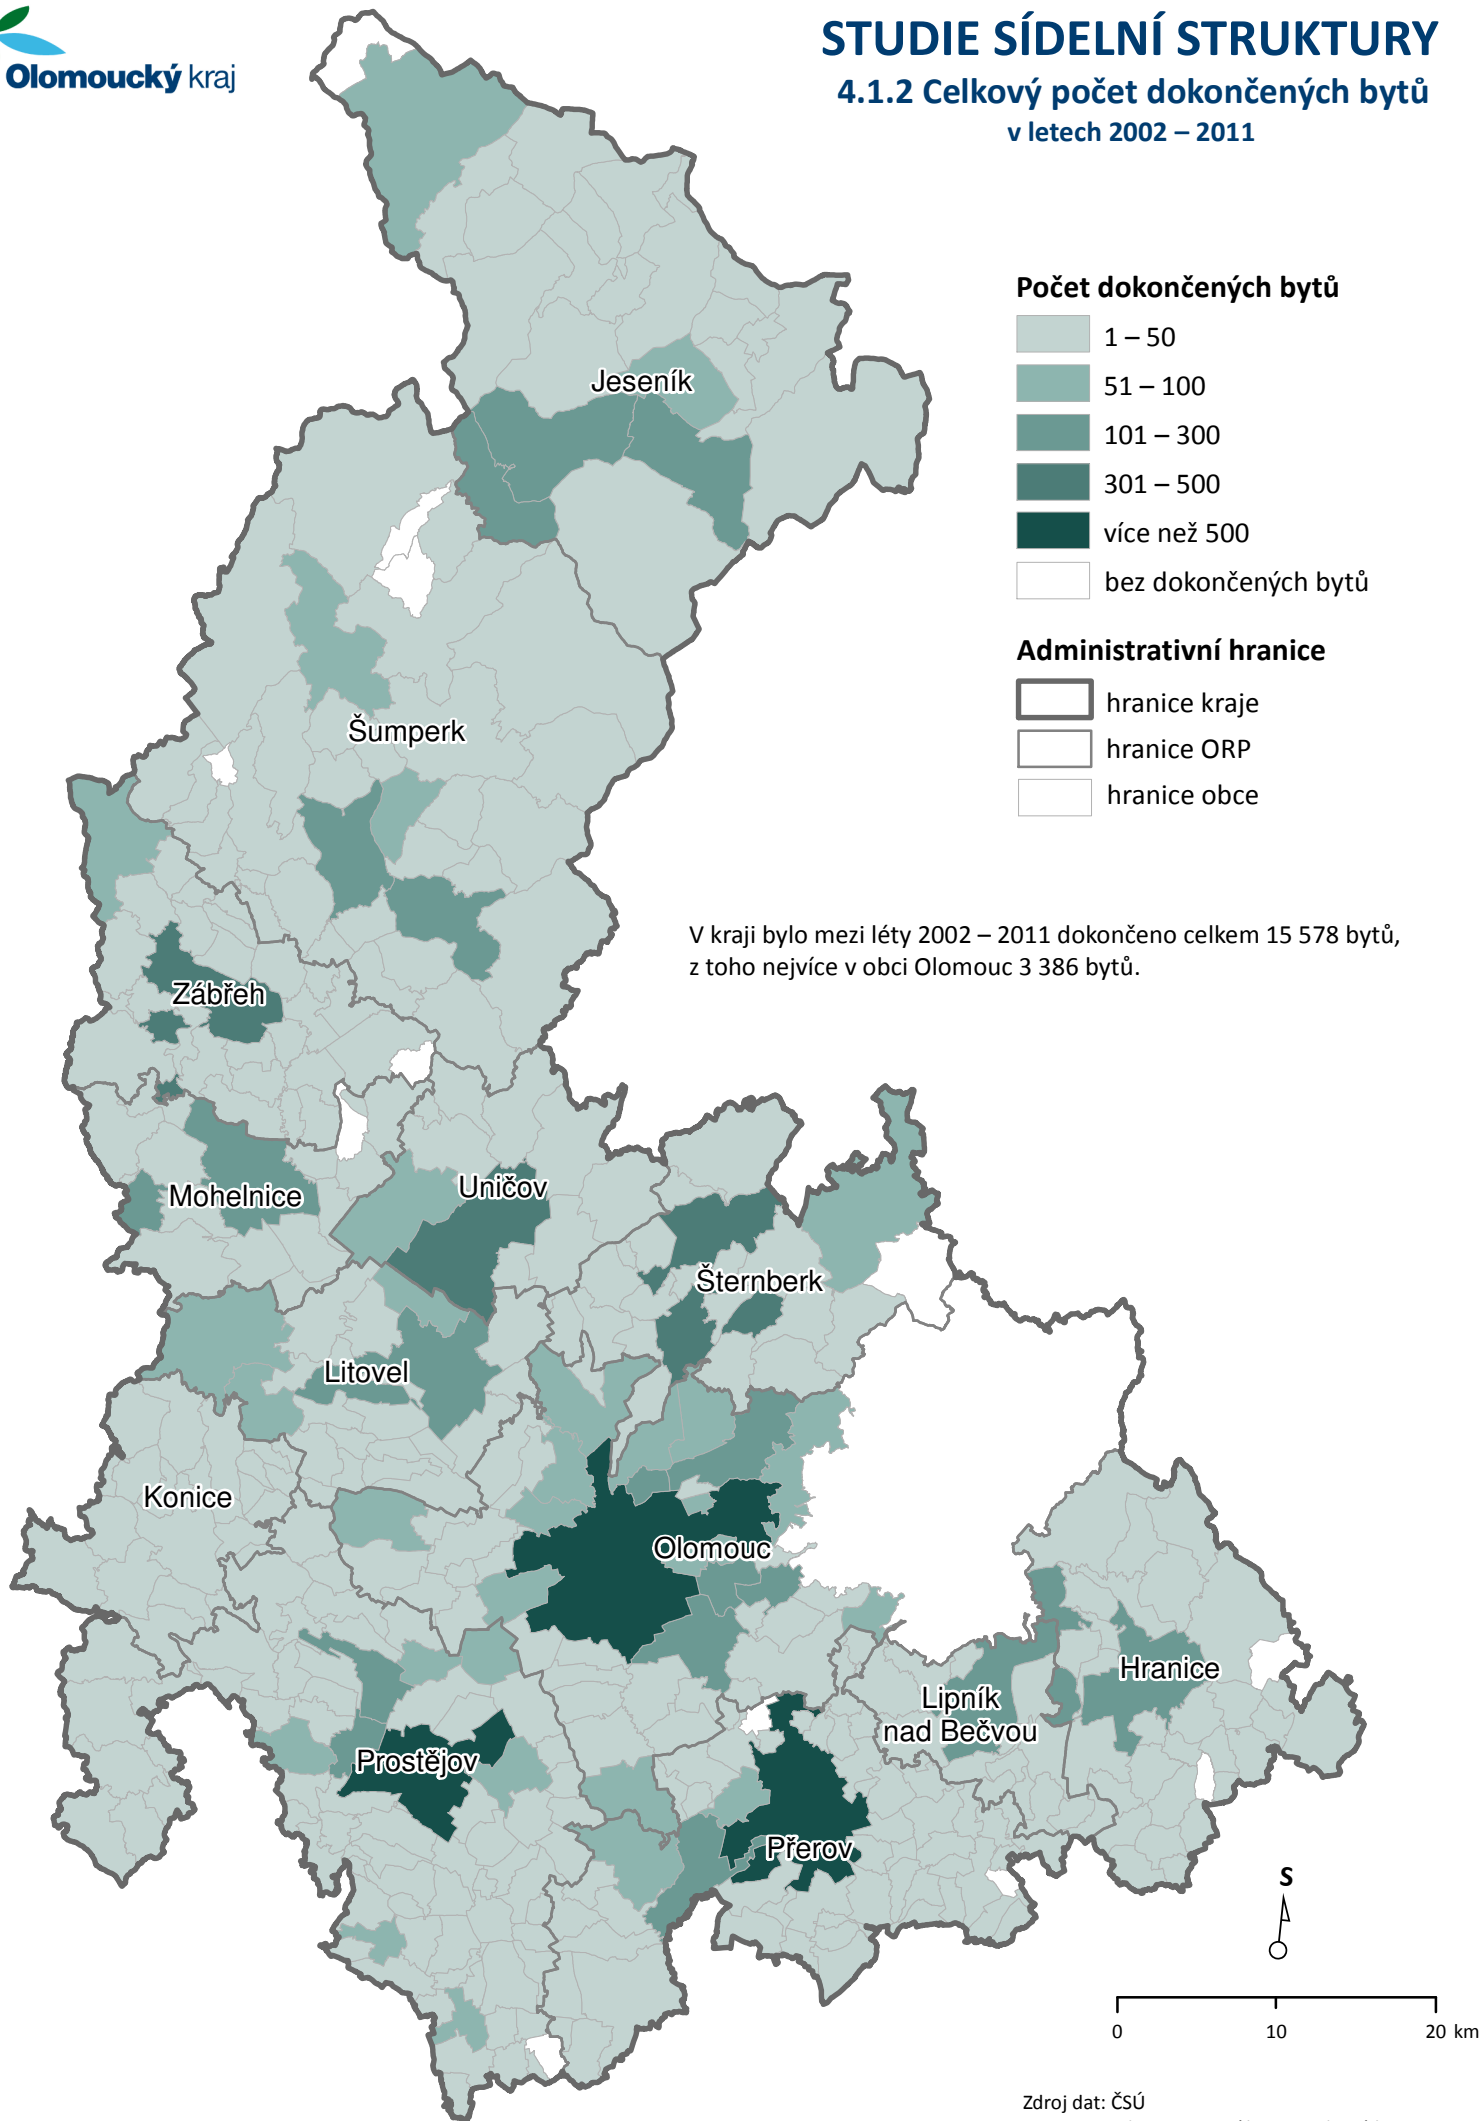 Olomoucký kraj
STUDIE SÍDELNÍ STRUKTURY
4.1.2 Celkový počet dokončených bytů
v letech 2002 – 2011
Počet dokončených bytů
1 – 50
51 – 100
101 – 300
301 – 500
více než 500
bez dokončených bytů
Administrativní hranice
hranice kraje
hranice ORP
hranice obce
V kraji bylo mezi léty 2002 – 2011 dokončeno celkem 15 578 bytů,
z toho nejvíce v obci Olomouc 3 386 bytů.
Jeseník
Šumperk
Zábřeh
Mohelnice
Uničov
Šternberk
Litovel
Konice
Olomouc
Hranice
Lipník
nad Bečvou
Prostějov
Přerov
S
0 10 20 km
Zdroj dat: ČSÚ